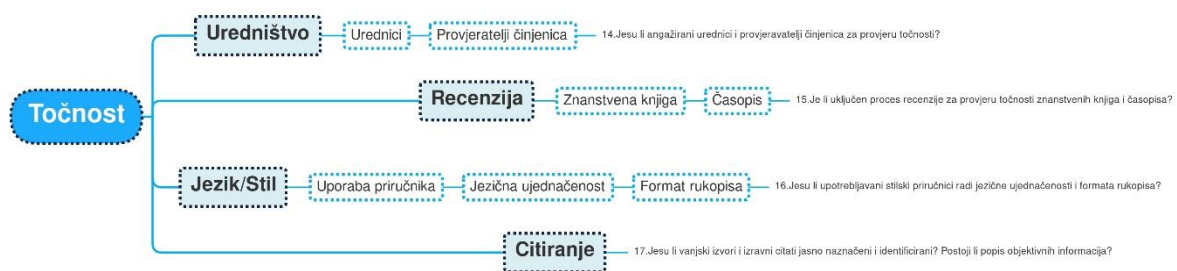 Točnost
Uredništvo
Urednici
Provjeratelji činjenica
14.Jesu li angažirani urednici i provjeravatelji činjenica za provjeru točnosti?
Recenzija
Znanstvena knjiga
Časopis
15.Je li uključen proces recenzije za provjeru točnosti znanstvenih knjiga i časopisa?
Jezik/Stil
Uporaba priručnika
Jezična ujednačenost
Format rukopisa
16.Jesu li upotrebljavani stilski priručnici radi jezične ujednačenosti i formata rukopisa?
Citiranje
17.Jesu li vanjski izvori i izravni citati jasno naznačeni i identificirani? Postoji li popis objektivnih informacija?